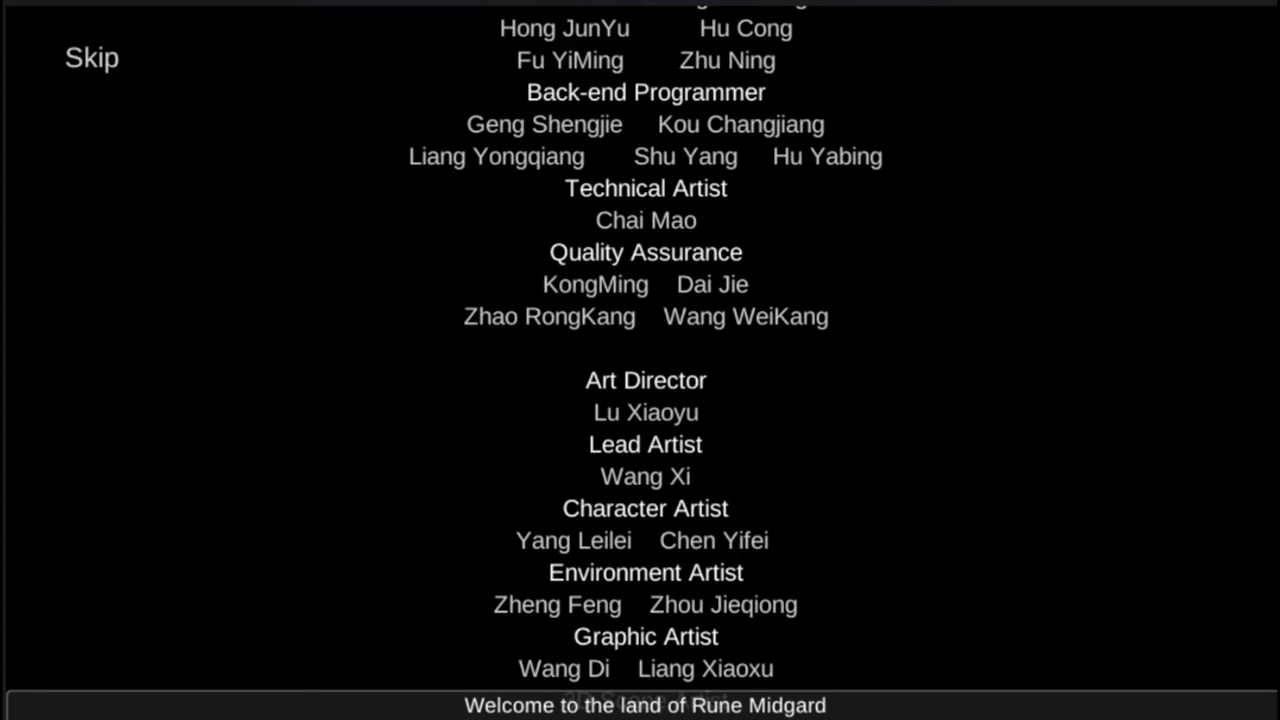 Hong JunYu Hu Cong
Skip
Fu YiMing Zhu Ning
Back-end Programmer
Geng Shengjie Kou Changjiang
Liang Yongqiang Shu Yang Hu Yabing
Technical Artist
Chai Mao
Quality Assurance
KongMing Dai Jie
Zhao RongKang Wang WeiKang
Art Director
Lu Xiaoyu
Lead Artist
Wang Xi
Character Artist
Yang Leilei Chen Yifei
Environment Artist
Zheng Feng Zhou Jieqiong
Graphic Artist
Wang Di Liang Xiaoxu
3D Scene Artist
Welcome to the land of Rune Midgard